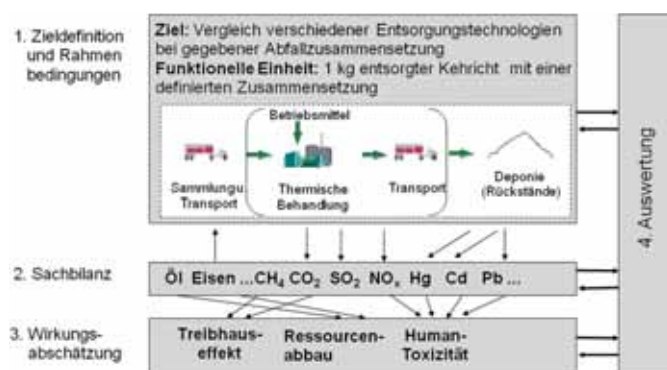 1. Zieldefinition
und Rahmen
bedingungen
Ziel: Vergleich verschiedener Entsorgungstechnologien
bei gegebener Abfallzusammensetzung
Funktionelle Einheit: 1 kg entsorgter Kehricht mit einer
definierten Zusammensetzung
Betriebsmittel
Sammlungu.
Transport
Thermische
Behandlung
Transport
Deponie
(Rückstände)
4. Auswertung
2. Sachbilanz
Öl Eisen ...CH₄ CO₂ SO₂ NOₓ Hg Cd Pb ...
3. Wirkungs-
abschätzung
Treibhaus-
effekt
Ressourcen-
abbau
Human-
Toxizität